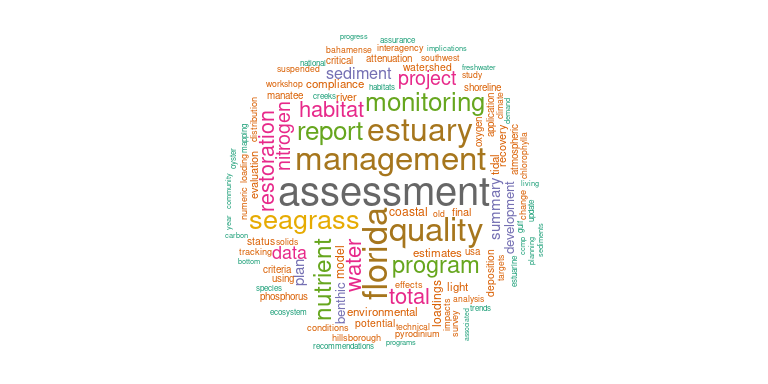 progress
assurance
bahamense interagency implications
national critical attenuation southwest
suspended sediment watershed freshwater
workshop compliance project study
manatee creeks river habitats shoreline
habitat monitoring
report estuary
management
assessment
seagrass quality
coastal old final
status solids
tracking data
bottom
criteria
using
species
phosphorus
ecosystem
conditions
hillsborough
recommendations
estimates usa
program
effects light
total
environmental
potential technical
pyrodinium
programs
analysis
trends
living
restoration
nitrogen
distribution
mapping
oyster
loading
evaluation
numeric
community
year
carbon
oxygen
application
climate
demand
recovery
atmospheric
chlorophylla
tidal
summary
development
change
update
gulf
ccmp
planning
sediments
estuarine
targets
deposition
florida
water
nutrient
plan
model
benthic
loadings
impacts
survey
associated